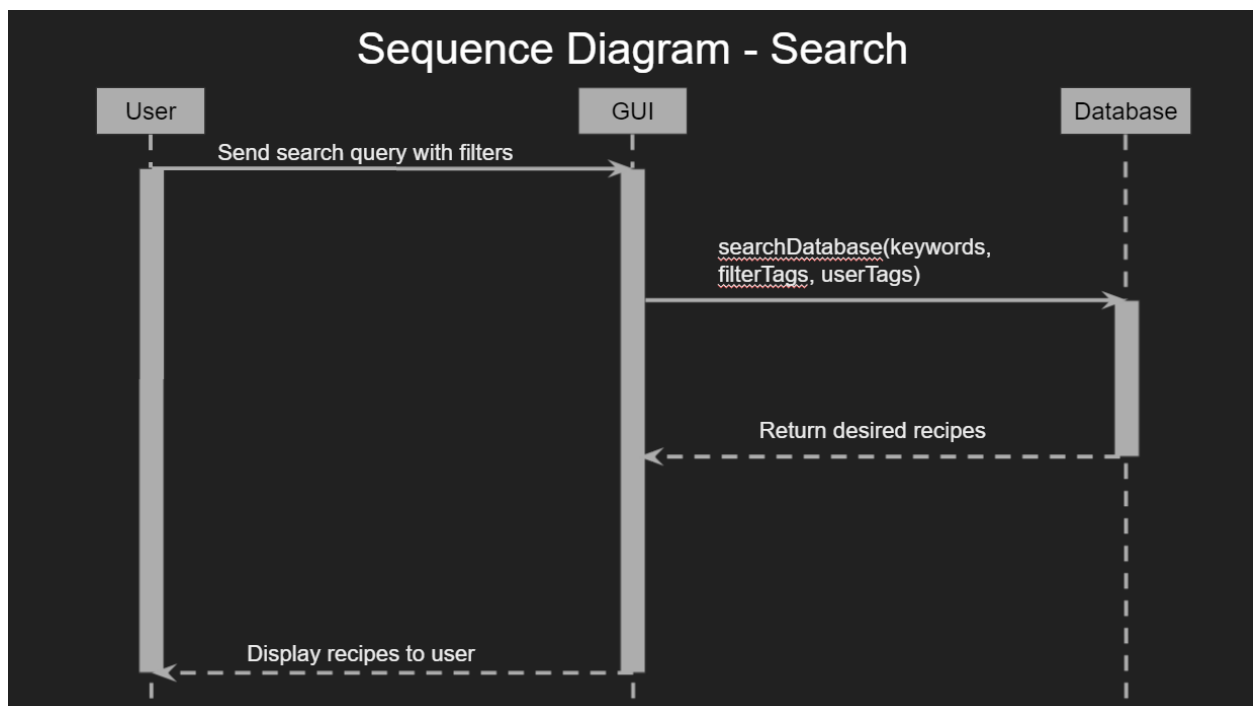 Sequence Diagram - Search
User
GUI
Database
Send search query with filters
searchDatabase(keywords,
filterTags, userTags)
Return desired recipes
Display recipes to user